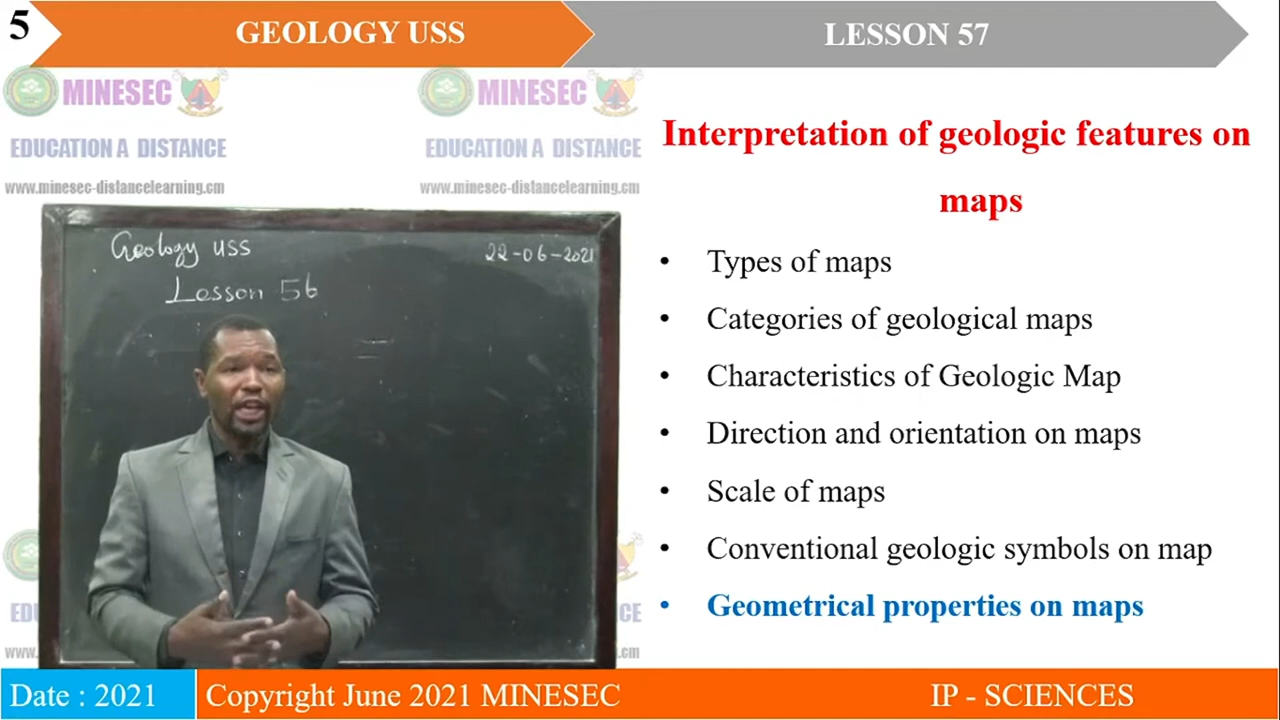 5
GEOLOGY USS
LESSON 57
MINESEC
MINESEC
EDUCATION A DISTANCE
EDUCATION A DISTANCE
www.minesec-distancelearning.cm
www.minesec-distancelearning.cm
Geology USS
22-06-2021
Lesson 56
Interpretation of geologic features on
maps
• Types of maps
• Categories of geological maps
• Characteristics of Geologic Map
• Direction and orientation on maps
• Scale of maps
• Conventional geologic symbols on map
• Geometrical properties on maps
Date : 2021
Copyright June 2021 MINESEC
IP - SCIENCES